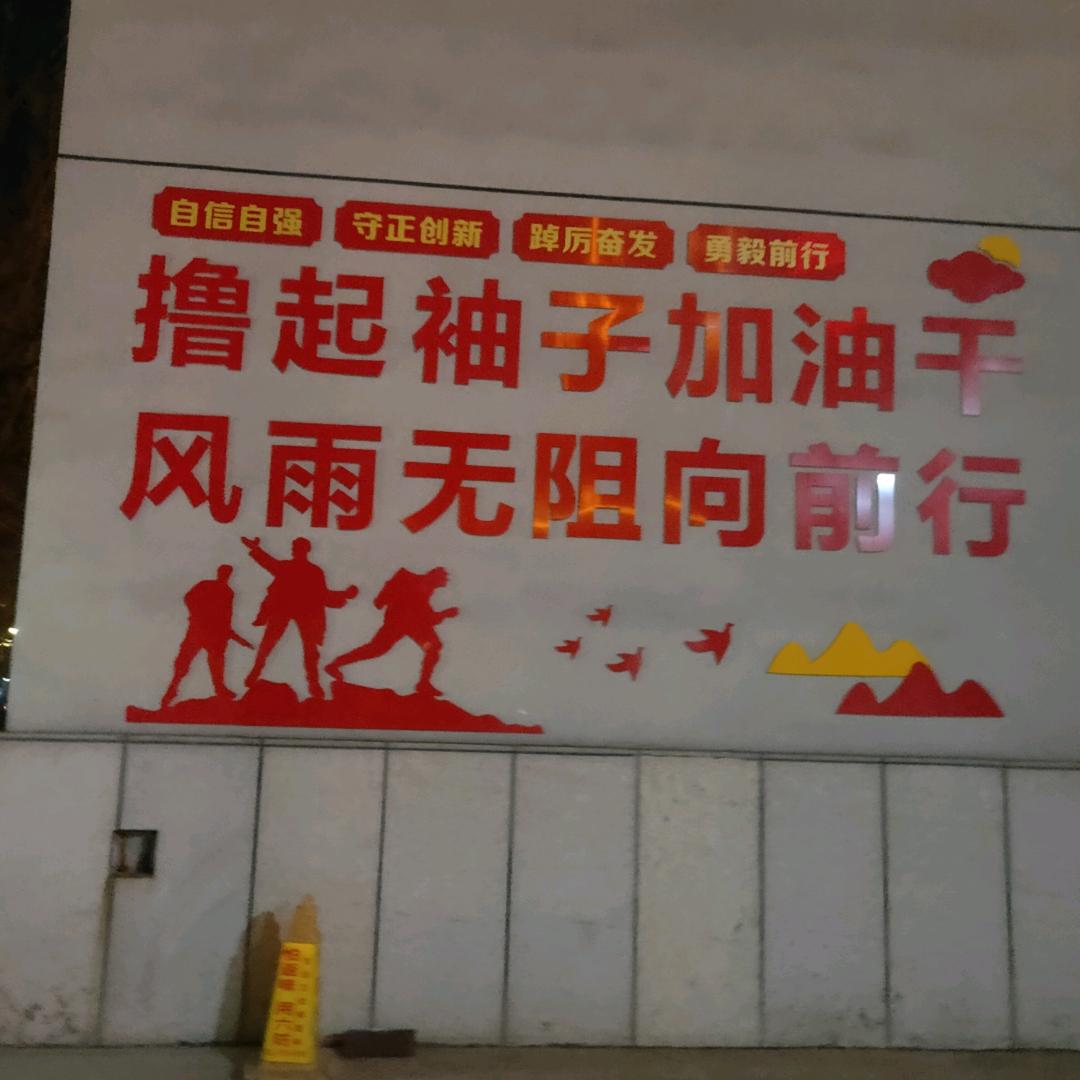 自信自强 守正创新 踔厉奋发 勇毅前行
撸起袖子加油干
风雨无阻向前行